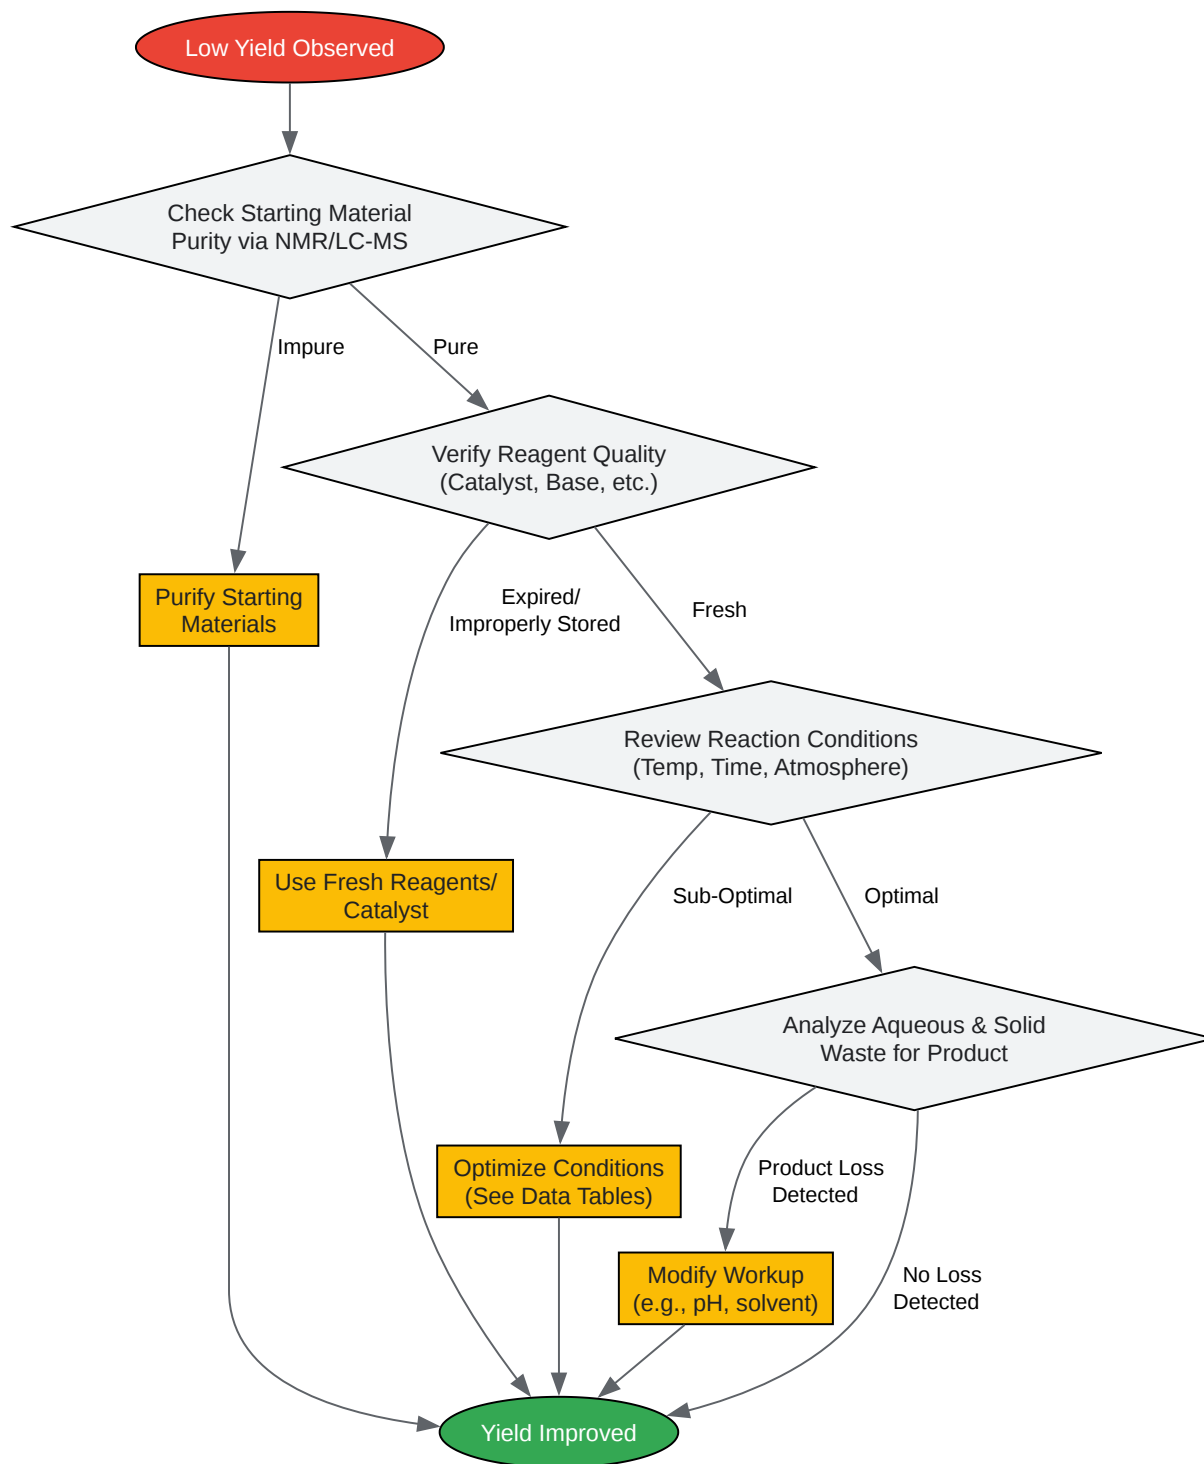 Low Yield Observed
Check Starting Material
Purity via NMR/LC-MS
Impure
Pure
Verify Reagent Quality
(Catalyst, Base, etc.)
Purify Starting
Materials
Expired/
Improperly Stored
Fresh
Review Reaction Conditions
(Temp, Time, Atmosphere)
Use Fresh Reagents/
Catalyst
Sub-Optimal
Optimal
Analyze Aqueous & Solid
Waste for Product
Optimize Conditions
(See Data Tables)
Product Loss
Detected
Modify Workup
(e.g., pH, solvent)
No Loss
Detected
Yield Improved